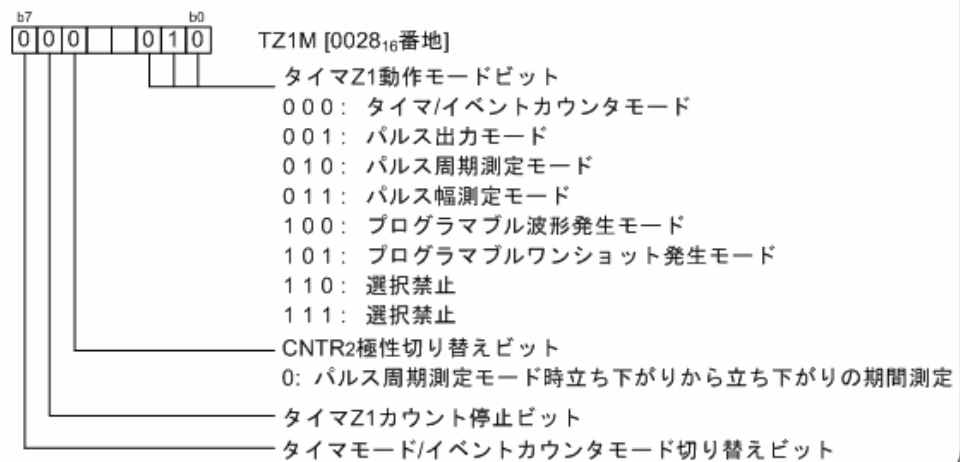 b7 b0
0 0 0 0 1 0 TZ1M [0028₁₆番地]
タイマZ1動作モードビット
0 0 0 : タイマ/イベントカウンタモード
0 0 1 : パルス出力モード
0 1 0 : パルス周期測定モード
0 1 1 : パルス幅測定モード
1 0 0 : プログラマブル波形発生モード
1 0 1 : プログラマブルワンショット発生モード
1 1 0 : 選択禁止
1 1 1 : 選択禁止
CNTR2極性切り替えビット
0: パルス周期測定モード時立ち下がりから立ち下がりの期間測定
タイマZ1カウント停止ビット
タイマモード/イベントカウンタモード切り替えビット